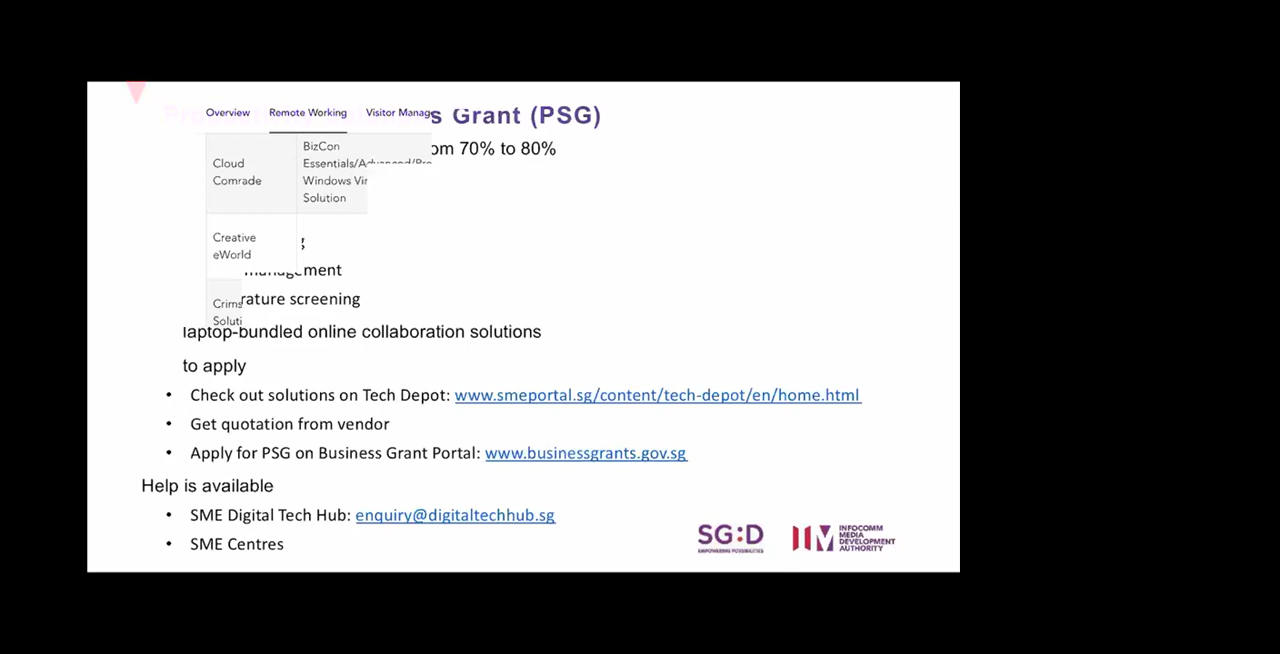 Overview Remote Working Visitor Manag
s Grant (PSG)
om 70% to 80%
Cloud
Comrade
BizCon
Essentials/Advanced/Pro
Windows Vir
Solution
Creative
eWorld
g
management
Crims
Soluti
rature screening
laptop-bundled online collaboration solutions
to apply
• Check out solutions on Tech Depot: www.smeportal.sg/content/tech-depot/en/home.html
• Get quotation from vendor
• Apply for PSG on Business Grant Portal: www.businessgrants.gov.sg
Help is available
• SME Digital Tech Hub: enquiry@digitaltechhub.sg
• SME Centres
SG:D
EMPOWERING POSSIBILITIES
INFOCOMM
MEDIA
DEVELOPMENT
AUTHORITY